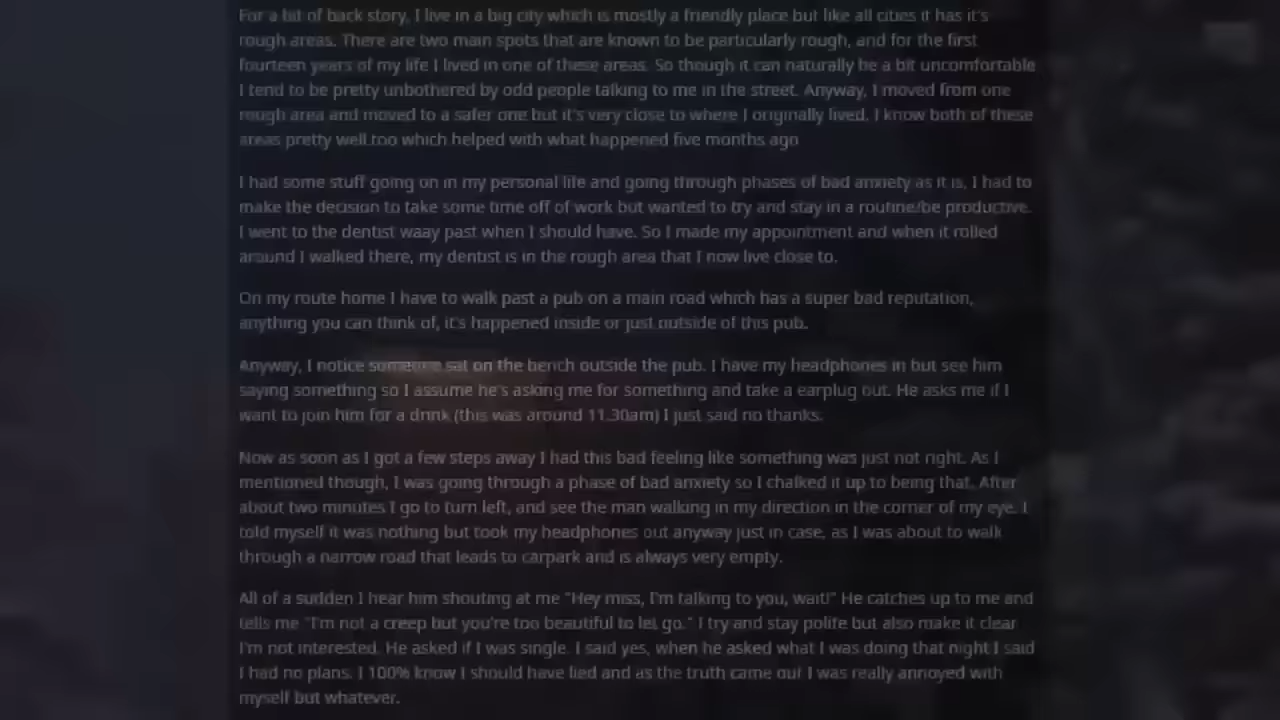 For a bit of back story, I live in a big city which is mostly a friendly place but like all cities it has it's
rough areas. There are two main spots that are known to be particularly rough, and for the first
fourteen years of my life I lived in one of these areas. So though it can naturally be a bit uncomfortable
I tend to be pretty unbothered by odd people talking to me in the street. Anyway, I moved from one
rough area and moved to a safer one but it's very close to where I originally lived. I know both of these
areas pretty well too which helped with what happened five months ago
I had some stuff going on in my personal life and going through phases of bad anxiety as it is, I had to
make the decision to take some time off of work but wanted to try and stay in a routine/be productive.
I went to the dentist waay past when I should have. So I made my appointment and when it rolled
around I walked there, my dentist is in the rough area that I now live close to.
On my route home I have to walk past a pub on a main road which has a super bad reputation,
anything you can think of, it's happened inside or just outside of this pub.
Anyway, I notice someone sat on the bench outside the pub. I have my headphones in but see him
saying something so I assume he's asking me for something and take a earplug out. He asks me if I
want to join him for a drink (this was around 11.30am) I just said no thanks.
Now as soon as I got a few steps away I had this bad feeling like something was just not right. As I
mentioned though, I was going through a phase of bad anxiety so I chalked it up to being that. After
about two minutes I go to turn left, and see the man walking in my direction in the corner of my eye. I
told myself it was nothing but took my headphones out anyway just in case, as I was about to walk
through a narrow road that leads to carpark and is always very empty.
All of a sudden I hear him shouting at me "Hey miss, I'm talking to you, wait!" He catches up to me and
tells me "I'm not a creep but you're too beautiful to let go." I try and stay polite but also make it clear
I'm not interested. He asked if I was single. I said yes, when he asked what I was doing that night I said
I had no plans. I 100% know I should have lied and as the truth came out I was really annoyed with
myself but whatever.